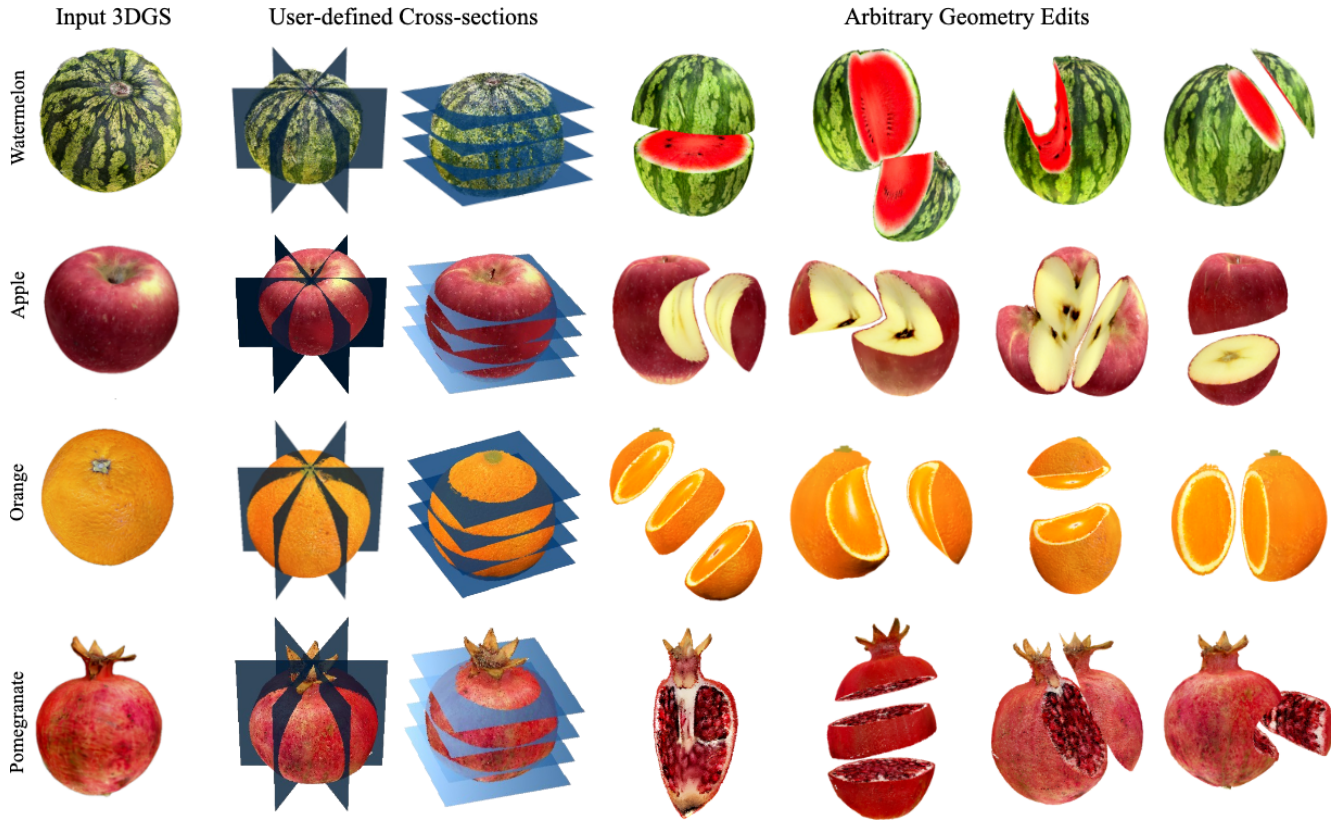 Input 3DGS
User-defined Cross-sections
Arbitrary Geometry Edits
Watermelon
Apple
Orange
Pomegranate